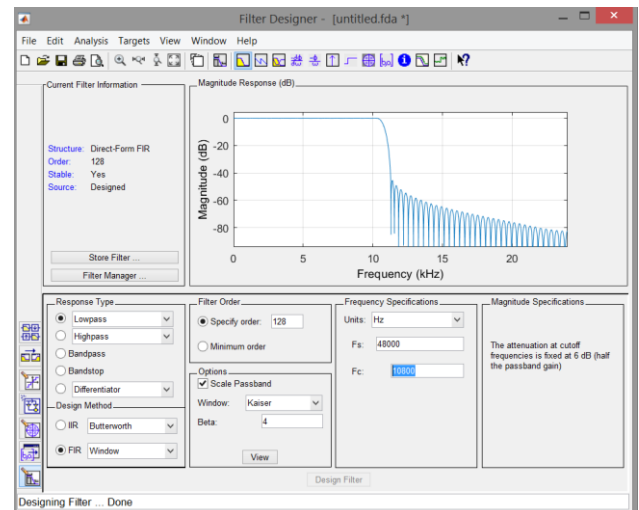 Filter Designer - [untitled.fda *]
File Edit Analysis Targets View Window Help
Current Filter Information
Structure: Direct-Form FIR
Order: 128
Stable: Yes
Source: Designed
Store Filter ...
Filter Manager ...
Magnitude Response (dB)
Magnitude (dB)
0
-20
-40
-60
-80
0 5 10 15 20
Frequency (kHz)
Response Type
Lowpass
Highpass
Bandpass
Bandstop
Differentiator
Design Method
IIR Butterworth
FIR Window
Filter Order
Specify order: 128
Minimum order
Options
Scale Passband
Window: Kaiser
Beta: 4
View
Frequency Specifications
Units: Hz
Fs: 48000
Fc: 10800
Magnitude Specifications
The attenuation at cutoff
frequencies is fixed at 6 dB (half
the passband gain)
Design Filter
Designing Filter ... Done